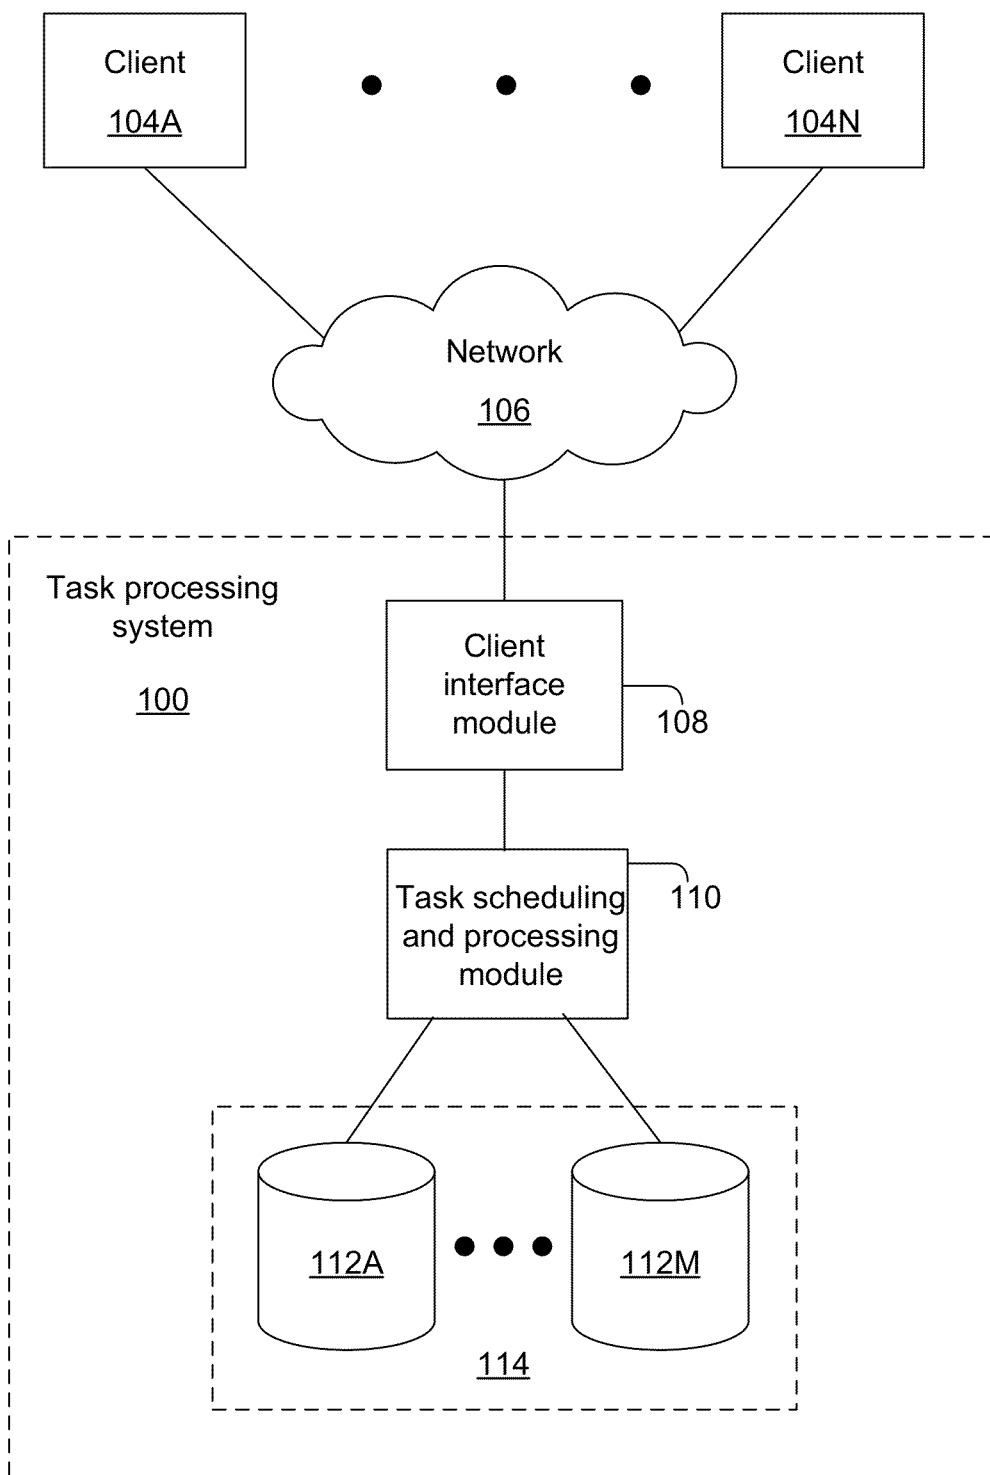 Client
104A
Client
104N
Network
106
Task processing
system
100
Client
interface
module
108
Task scheduling
and processing
module
110
112A
112M
114